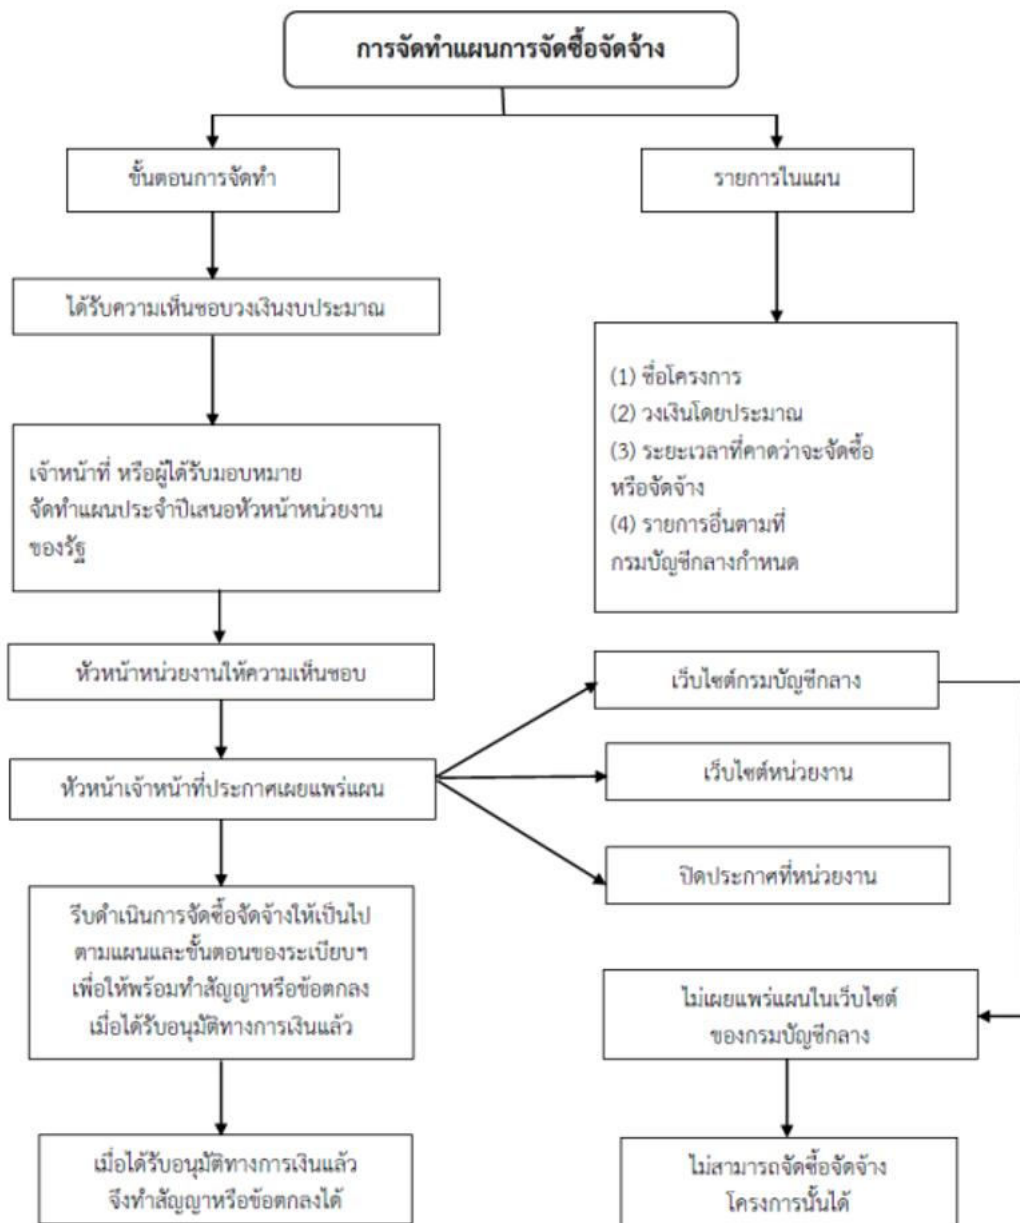 การจัดทำแผนการจัดซื้อจัดจ้าง
ขั้นตอนการจัดทำ
รายการในแผน
ได้รับความเห็นชอบวงเงินงบประมาณ
(1) ชื่อโครงการ
(2) วงเงินโดยประมาณ
(3) ระยะเวลาที่คาดว่าจะจัดซื้อ
หรือจัดจ้าง
(4) รายการอื่นตามที่
กรมบัญชีกลางกำหนด
เจ้าหน้าที่ หรือผู้ได้รับมอบหมาย
จัดทำแผนประจำปีเสนอหัวหน้าหน่วยงาน
ของรัฐ
หัวหน้าหน่วยงานให้ความเห็นชอบ
เว็บไซต์กรมบัญชีกลาง
หัวหน้าเจ้าหน้าที่ประกาศเผยแพร่แผน
เว็บไซต์หน่วยงาน
ปิดประกาศที่หน่วยงาน
รีบดำเนินการจัดซื้อจัดจ้างให้เป็นไป
ตามแผนและขั้นตอนของระเบียบฯ
เพื่อให้พร้อมทำสัญญาหรือข้อตกลง
เมื่อได้รับอนุมัติทางการเงินแล้ว
ไม่เผยแพร่แผนในเว็บไซต์
ของกรมบัญชีกลาง
เมื่อได้รับอนุมัติทางการเงินแล้ว
จึงทำสัญญาหรือข้อตกลงได้
ไม่สามารถจัดซื้อจัดจ้าง
โครงการนั้นได้